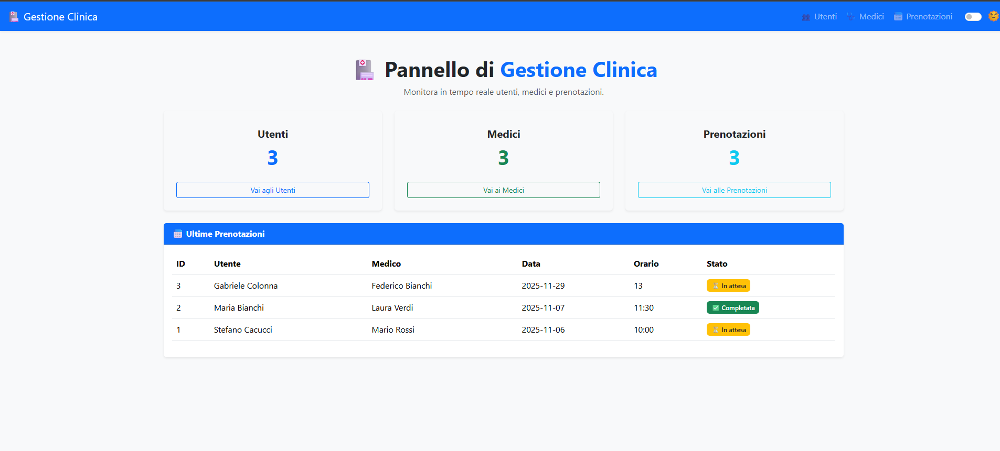 Gestione Clinica Utenti Medici Prenotazioni
Pannello di Gestione Clinica
Monitora in tempo reale utenti, medici e prenotazioni.
Utenti
3
Vai agli Utenti
Medici
3
Vai ai Medici
Prenotazioni
3
Vai alle Prenotazioni
Ultime Prenotazioni
ID Utente Medico Data Orario Stato
3 Gabriele Colonna Federico Bianchi 2025-11-29 13 In attesa
2 Maria Bianchi Laura Verdi 2025-11-07 11:30 Completata
1 Stefano Cacucci Mario Rossi 2025-11-06 10:00 In attesa